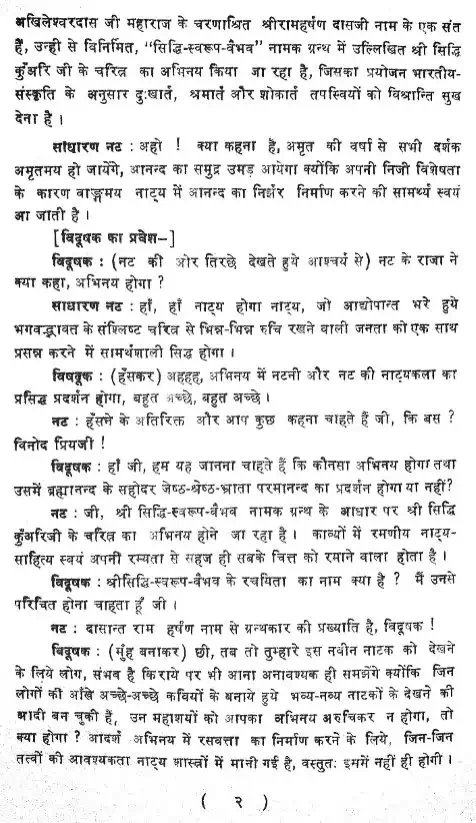 अखिलेश्वरदास जी महाराज के चरणाश्रित श्रीरामहर्षण दासजी नाम के एक संत
हैं, उन्ही से विनिर्मित, “सिद्धि-स्वरूप-वैभव” नामक ग्रन्थ में उल्लिखित श्री सिद्धि
कुँअरि जी के चरित्र का अभिनय किया जा रहा है, जिसका प्रयोजन भारतीय-
संस्कृति के अनुसार दुःखार्त, श्रमार्त और शोकार्त तपस्वियों को विश्रान्ति सुख
देना है ।
साधारण नट : अहो ! क्या कहना है, अमृत की वर्षा से सभी दर्शक
अमृतमय हो जायेंगे, आनन्द का समुद्र उमड़ आयेगा क्योंकि अपनी निजी विशेषता
के कारण वाङ्गमय नाट्य में आनन्द का निर्झर निर्माण करने की सामर्थ्य स्वयं
आ जाती है ।
[विदूषक का प्रवेश–]
विदूषक : (नट की ओर तिरछे देखते हुये आश्चर्य से) नट के राजा ने
क्या कहा, अभिनय होगा ?
साधारण नट : हाँ, हाँ नाट्य होगा नाट्य, जो आद्योपान्त भरे हुये
भगवद्भावत के संश्लिष्ट चरित्र से भिन्न-भिन्न रुचि रखने वाली जनता को एक साथ
प्रसन्न करने में सामर्थशाली सिद्ध होगा ।
विषदूक : (हँसकर) अहहह, अभिनय में नटनी और नट की नाट्यकला का
प्रसिद्ध प्रदर्शन होगा, बहुत अच्छे, बहुत अच्छे ।
नट : हँसने के अतिरिक्त और आप कुछ कहना चाहते हैं जी, कि बस ?
विनोद प्रियजी !
विदूषक : हाँ जी, हम यह जानना चाहते हैं कि कौनसा अभिनय होगा तथा
उसमें ब्रह्मानन्द के सहोदर जेष्ठ-श्रेष्ठ-भ्राता परमानन्द का प्रदर्शन होगा या नहीं?
नट : जी, श्री सिद्धि-स्वरूप-वैभव नामक ग्रन्थ के आधार पर श्री सिद्धि
कुँअरिजी के चरित्र का अभिनय होने जा रहा है । काव्यों में रमणीय नाट्य-
साहित्य स्वयं अपनी रम्यता से सहज ही सबके चित्त को रमाने वाला होता है ।
विदूषक : श्रीसिद्धि-स्वरूप-वैभव के रचयिता का नाम क्या है ? मैं उनसे
परिचित होना चाहता हूँ जी ।
नट : दासान्त राम हर्षण नाम से ग्रन्थकार की प्रख्याति है, विदूषक !
बिदूषक : (मुँह बनाकर) छी, तब तो तुम्हारे इस नवीन नाटक को देखने
के लिये लोग, संभव है किराये पर भी आना अनावश्यक ही समझेंगे क्योंकि जिन
लोगों की आँखे अच्छे-अच्छे कवियों के बनाये हुये भव्य-नव्य नाटकों के देखने की
आदी बन चुकी हैं, उन महाशयों को आपका अभिनय अरुचिकर न होगा, तो
क्या होगा ? आदर्श अभिनय में रसवत्ता का निर्माण करने के लिये, जिन-जिन
तत्वों की आवश्यकता नाट्य शास्त्रों में मानी गई है, वस्तुतः इसमें नहीं ही होगी ।
( २ )